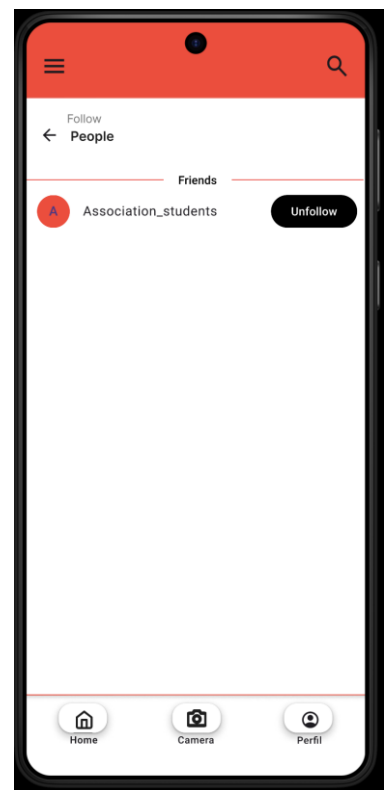 Follow
People
Friends
A Association_students Unfollow
Home Camera Perfil